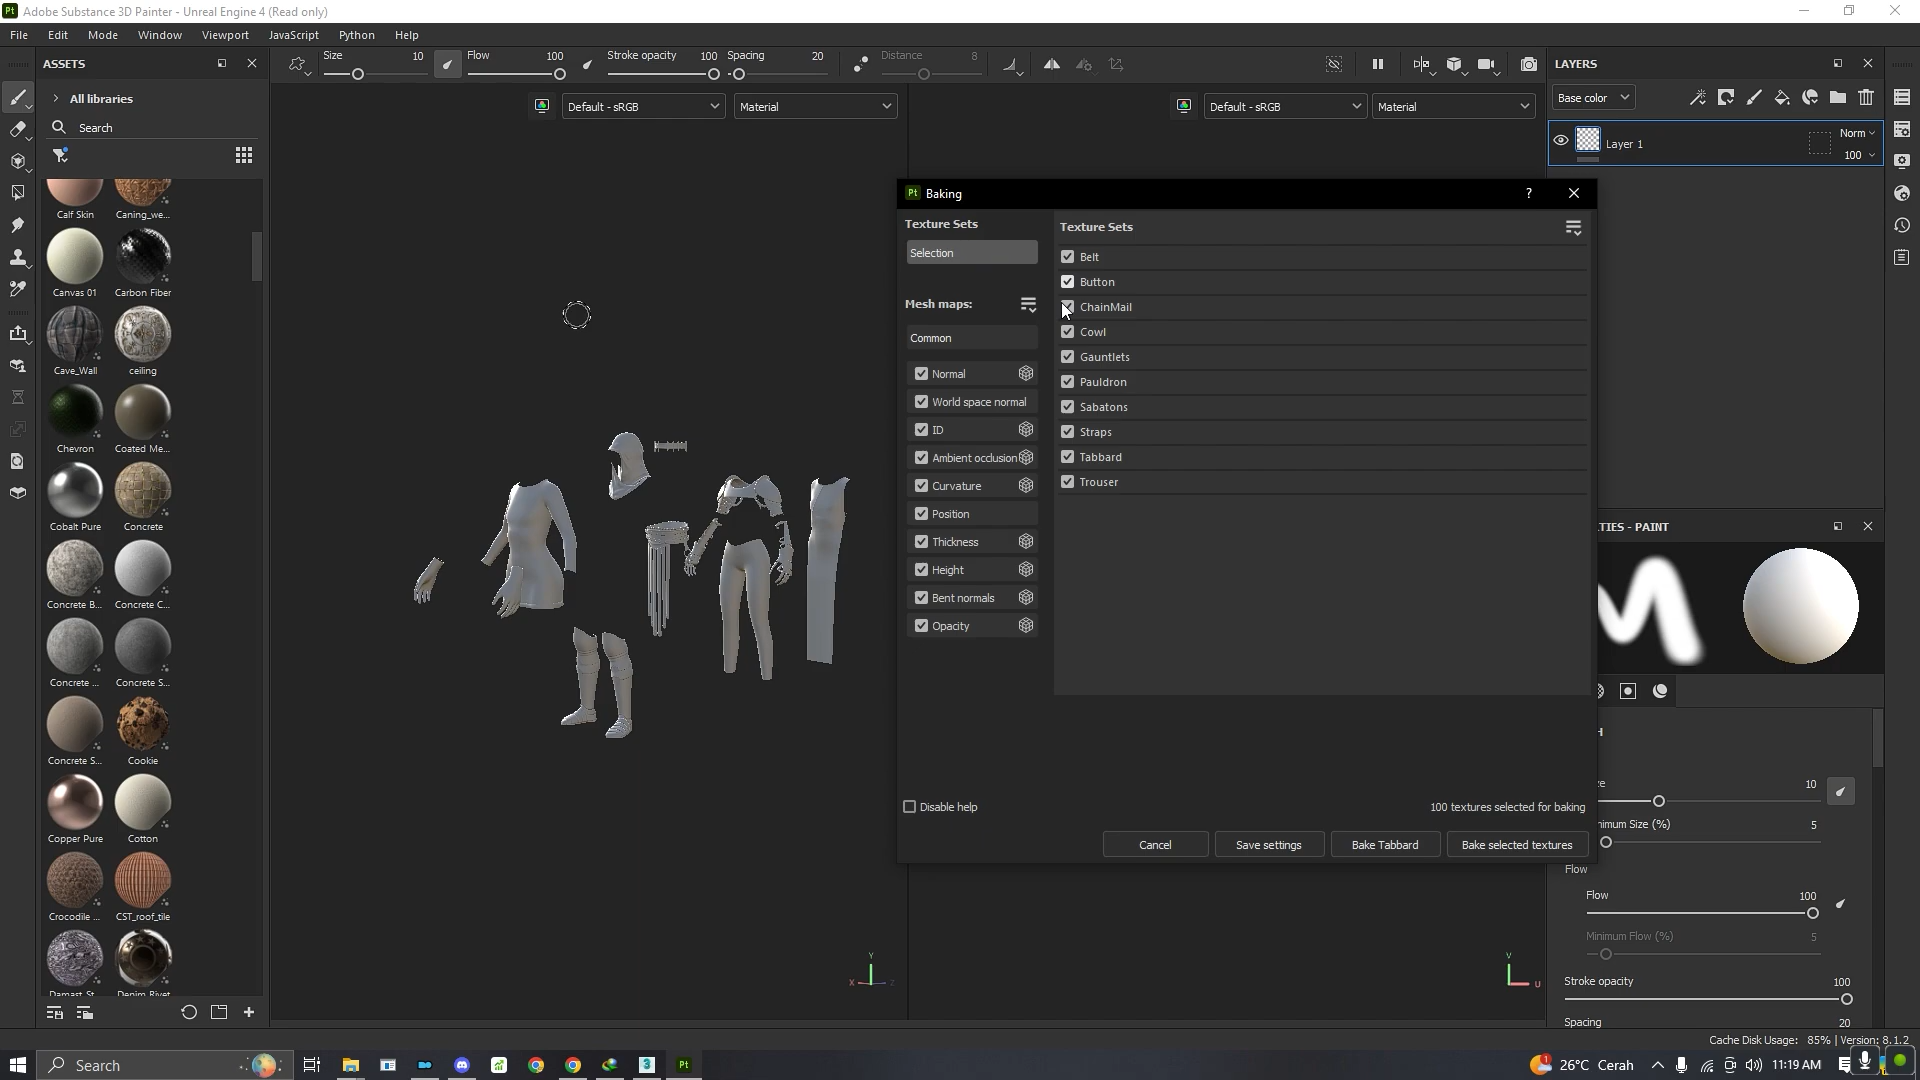 Adobe Substance 3D Painter - Unreal Engine 4 (Read only)
File Edit Mode Window Viewport JavaScript Python Help
Size 10 Flow 100 Stroke opacity 100 Spacing 20 Distance 8
ASSETS
All libraries
Search
Calf Skin Caning_we...
Canvas 01 Carbon Fiber
Cave_Wall ceiling
Chevron Coated Me...
Cobalt Pure Concrete
Concrete B... Concrete C...
Concrete ... Concrete S...
Concrete S... Cookie
Copper Pure Cotton
Crocodile ... CST_roof_tile
Damast St... Denim Rivet
Default - sRGB Material
Default - sRGB Material
LAYERS
Base color
Layer 1
Norm
100
Pt Baking ?
Texture Sets
Selection
Mesh maps:
Common
Normal
World space normal
ID
Ambient occlusion
Curvature
Position
Thickness
Height
Bent normals
Opacity
Texture Sets
Belt
Button
ChainMail
Cowl
Gauntlets
Pauldron
Sabatons
Straps
Tabbard
Trouser
Disable help
100 textures selected for baking
Cancel Save settings Bake Tabbard Bake selected textures
TIES - PAINT
H
ze 10
nimum Size (%) 5
Flow
Flow 100
Minimum Flow (%) 5
Stroke opacity 100
Spacing 20
Y X Z
V U
Cache Disk Usage: 85% | Version: 8.1.2
Search
26°C Cerah
11:19 AM